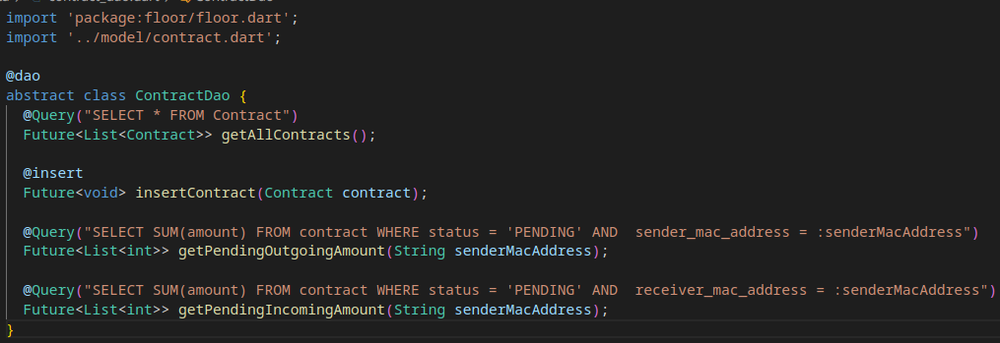 import 'package:floor/floor.dart';
import '../model/contract.dart';
@dao
abstract class ContractDao {
@Query("SELECT * FROM Contract")
Future<List<Contract>> getAllContracts();
@insert
Future<void> insertContract(Contract contract);
@Query("SELECT SUM(amount) FROM contract WHERE status = 'PENDING' AND  sender_mac_address = :senderMacAddress")
Future<List<int>> getPendingOutgoingAmount(String senderMacAddress);
@Query("SELECT SUM(amount) FROM contract WHERE status = 'PENDING' AND  receiver_mac_address = :senderMacAddress")
Future<List<int>> getPendingIncomingAmount(String senderMacAddress);
}